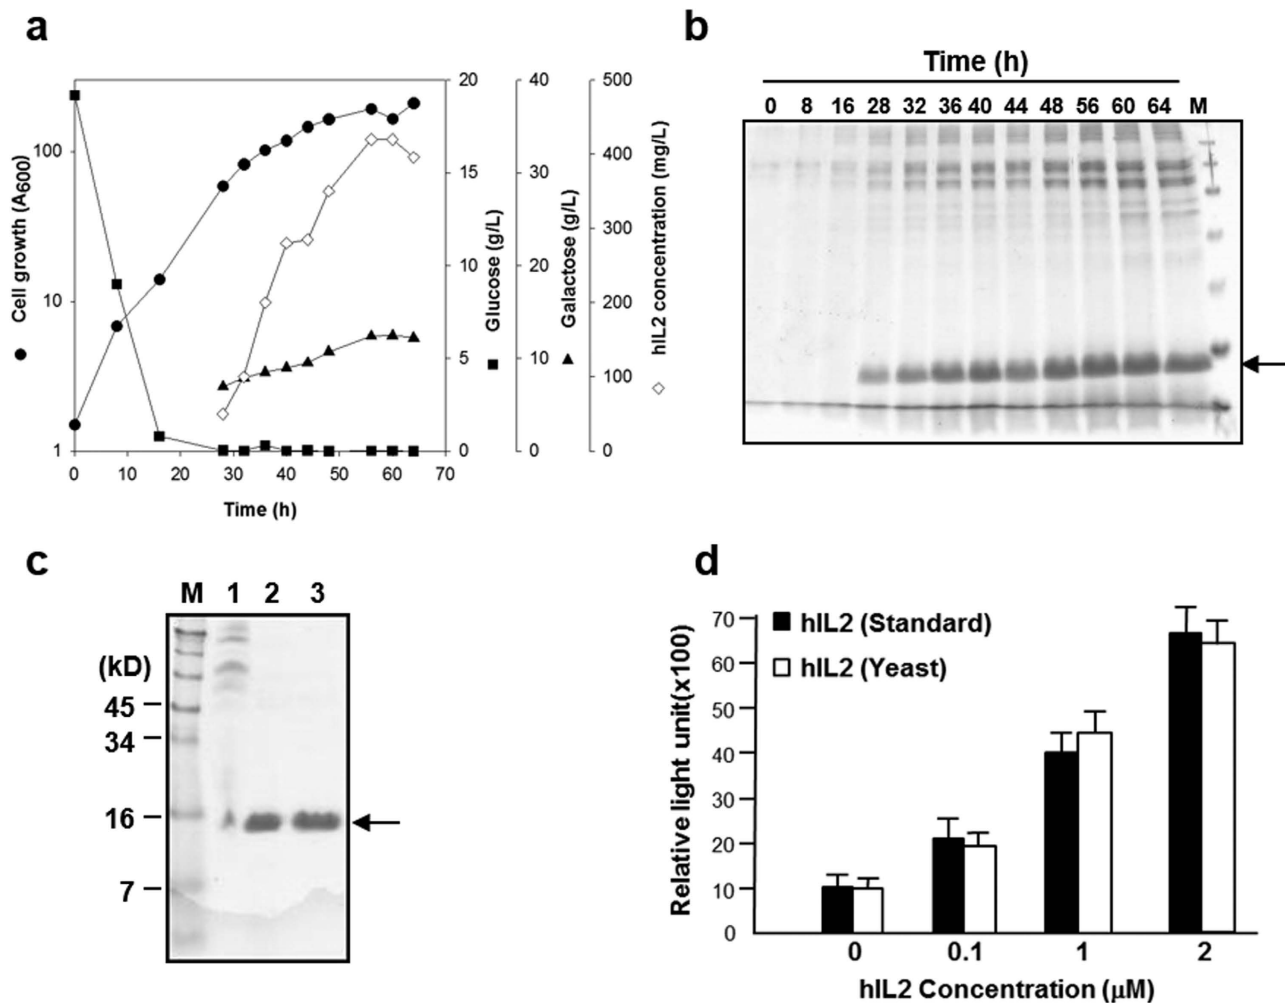 a
Cell growth (A600)
100
10
1
0 10 20 30 40 50 60 70
Time (h)
20
15
10
5
0
Glucose (g/L)
40
30
20
10
0
Galactose (g/L)
500
400
300
200
100
0
hIL2 concentration (mg/L)
b
Time (h)
0 8 16 28 32 36 40 44 48 56 60 64 M
c
M 1 2 3
(kD)
45
34
16
7
d
Relative light unit(x100)
70
60
50
40
30
20
10
0
hIL2 (Standard)
hIL2 (Yeast)
0 0.1 1 2
hIL2 Concentration (μM)